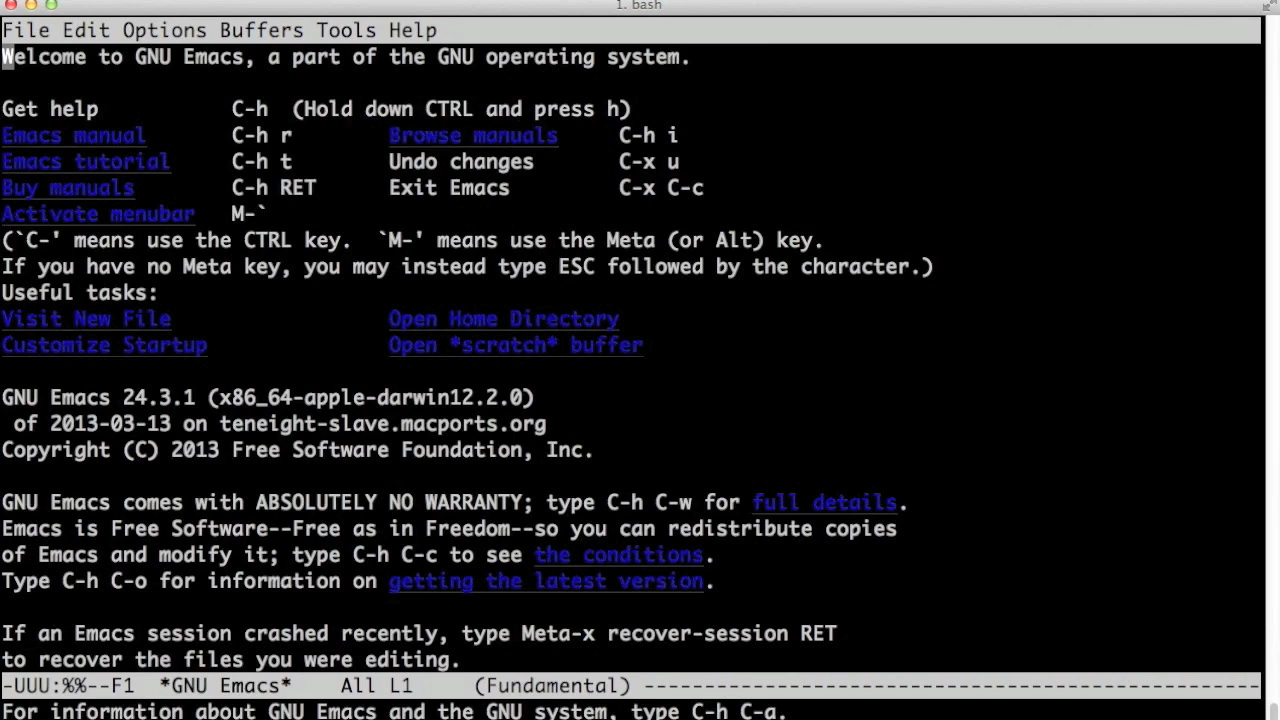 1. bash
File Edit Options Buffers Tools Help
Welcome to GNU Emacs, a part of the GNU operating system.
Get help C-h (Hold down CTRL and press h)
Emacs manual C-h r Browse manuals C-h i
Emacs tutorial C-h t Undo changes C-x u
Buy manuals C-h RET Exit Emacs C-x C-c
Activate menubar M-`
(`C-' means use the CTRL key. `M-' means use the Meta (or Alt) key.
If you have no Meta key, you may instead type ESC followed by the character.)
Useful tasks:
Visit New File Open Home Directory
Customize Startup Open *scratch* buffer
GNU Emacs 24.3.1 (x86_64-apple-darwin12.2.0)
of 2013-03-13 on teneight-slave.macports.org
Copyright (C) 2013 Free Software Foundation, Inc.
GNU Emacs comes with ABSOLUTELY NO WARRANTY; type C-h C-w for full details.
Emacs is Free Software--Free as in Freedom--so you can redistribute copies
of Emacs and modify it; type C-h C-c to see the conditions.
Type C-h C-o for information on getting the latest version.
If an Emacs session crashed recently, type Meta-x recover-session RET
to recover the files you were editing.
-UUU:%%--F1 *GNU Emacs* All L1 (Fundamental) ---------------------------------------------------
For information about GNU Emacs and the GNU system, type C-h C-a.